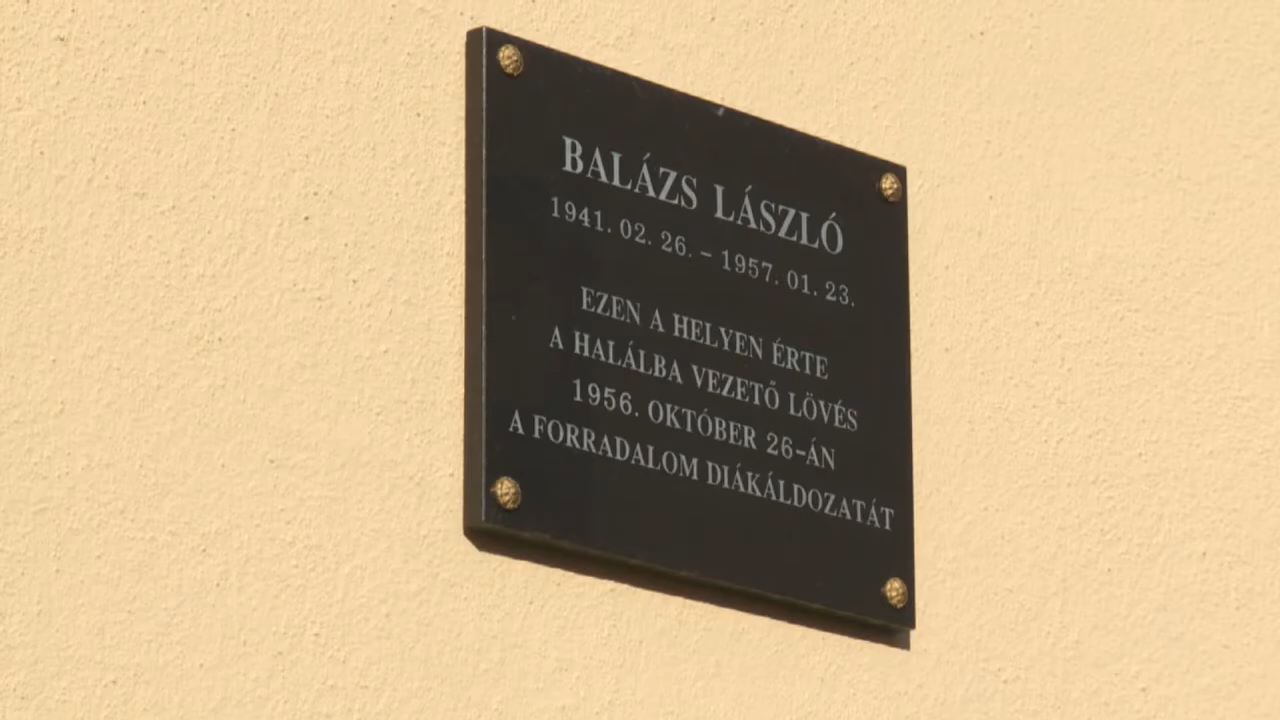 BALÁZS LÁSZLÓ
1941. 02. 26. - 1957. 01. 23.
EZEN A HELYEN ÉRTE
A HALÁLBA VEZETŐ LÖVÉS
1956. OKTÓBER 26-ÁN
A FORRADALOM DIÁKÁLDOZATÁT